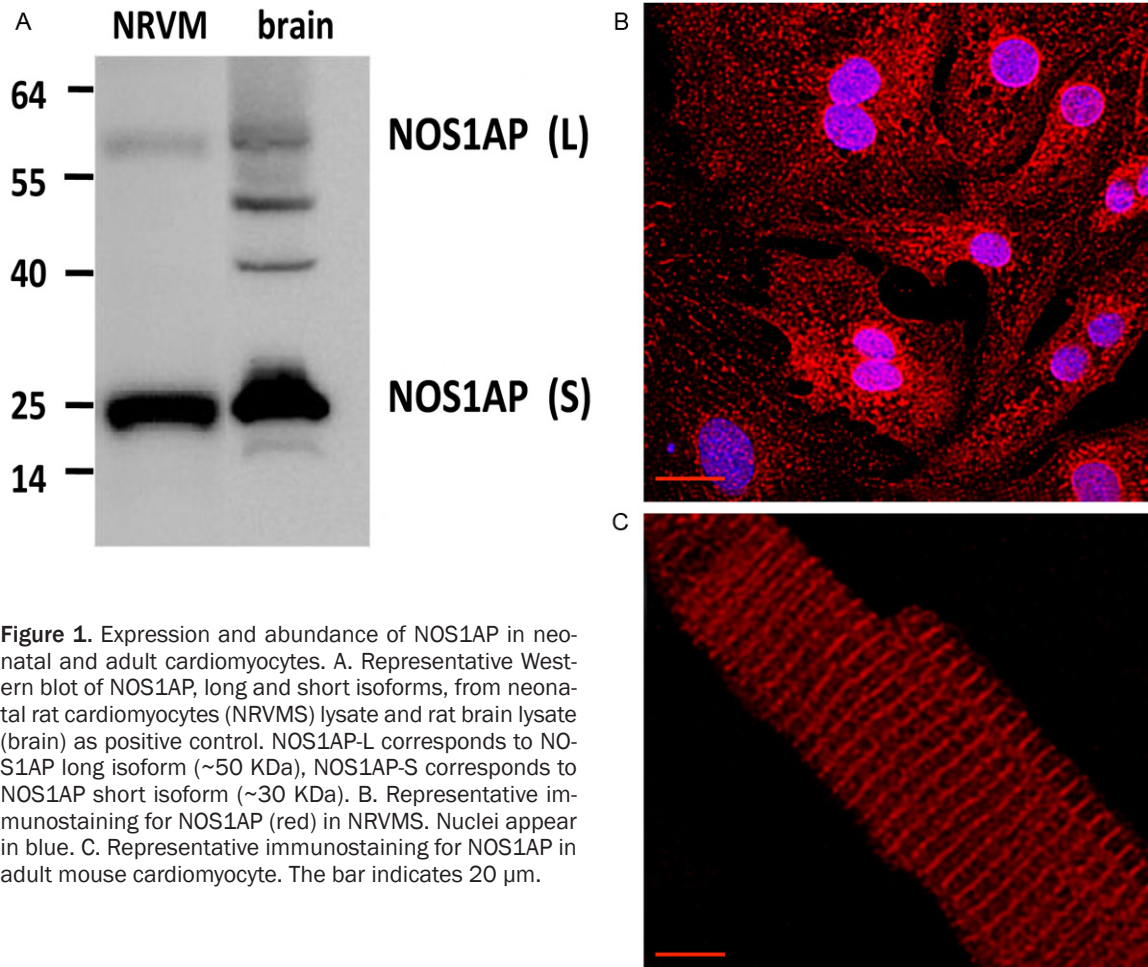 A
NRVM brain
64
55
40
25
14
NOS1AP (L)
NOS1AP (S)
B
C
Figure 1. Expression and abundance of NOS1AP in neo-
natal and adult cardiomyocytes. A. Representative West-
ern blot of NOS1AP, long and short isoforms, from neona-
tal rat cardiomyocytes (NRVMS) lysate and rat brain lysate
(brain) as positive control. NOS1AP-L corresponds to NO-
S1AP long isoform (~50 KDa), NOS1AP-S corresponds to
NOS1AP short isoform (~30 KDa). B. Representative im-
munostaining for NOS1AP (red) in NRVMS. Nuclei appear
in blue. C. Representative immunostaining for NOS1AP in
adult mouse cardiomyocyte. The bar indicates 20 µm.